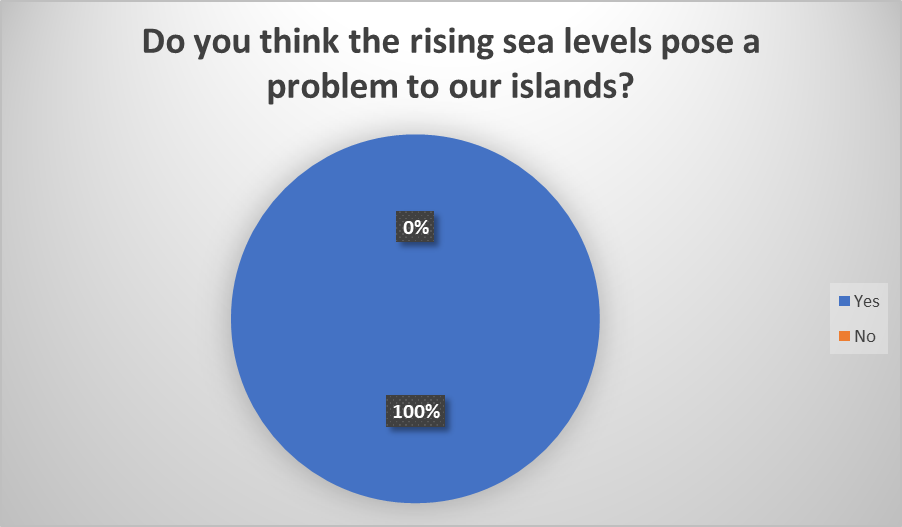 Do you think the rising sea levels pose a
problem to our islands?
0%
100%
Yes
No